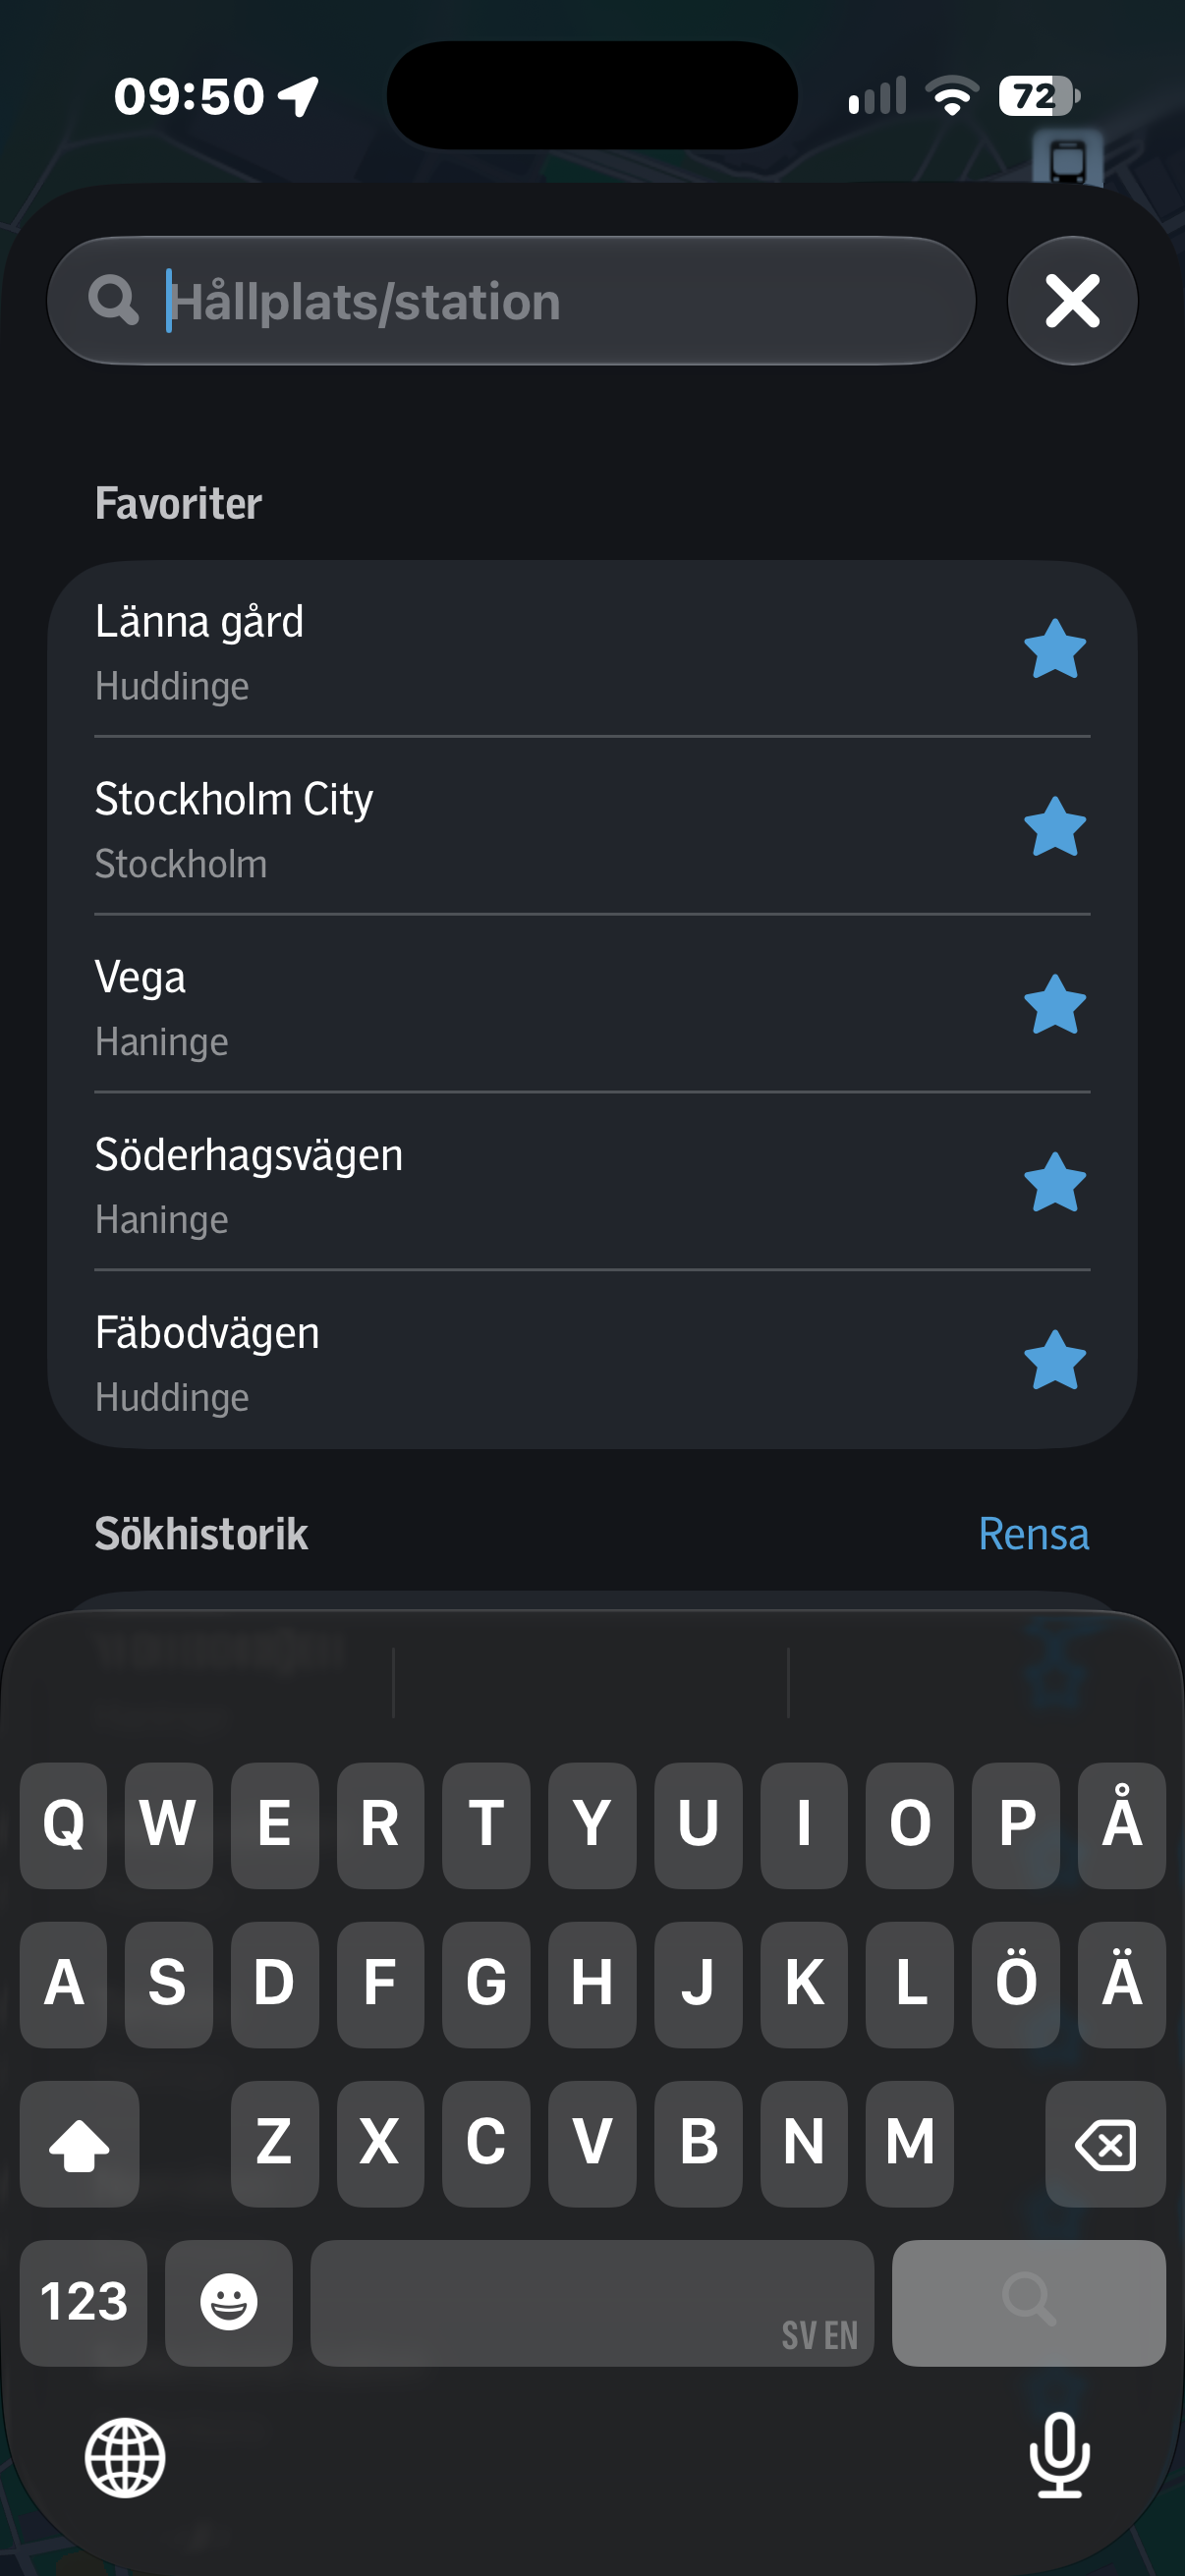 09:50
72
Hållplats/station
Favoriter
Länna gård
Huddinge
Stockholm City
Stockholm
Vega
Haninge
Söderhagsvägen
Haninge
Fäbodvägen
Huddinge
Sökhistorik Rensa
Q W E R T Y U I O P Å
A S D F G H J K L Ö Ä
Z X C V B N M
123
SV EN